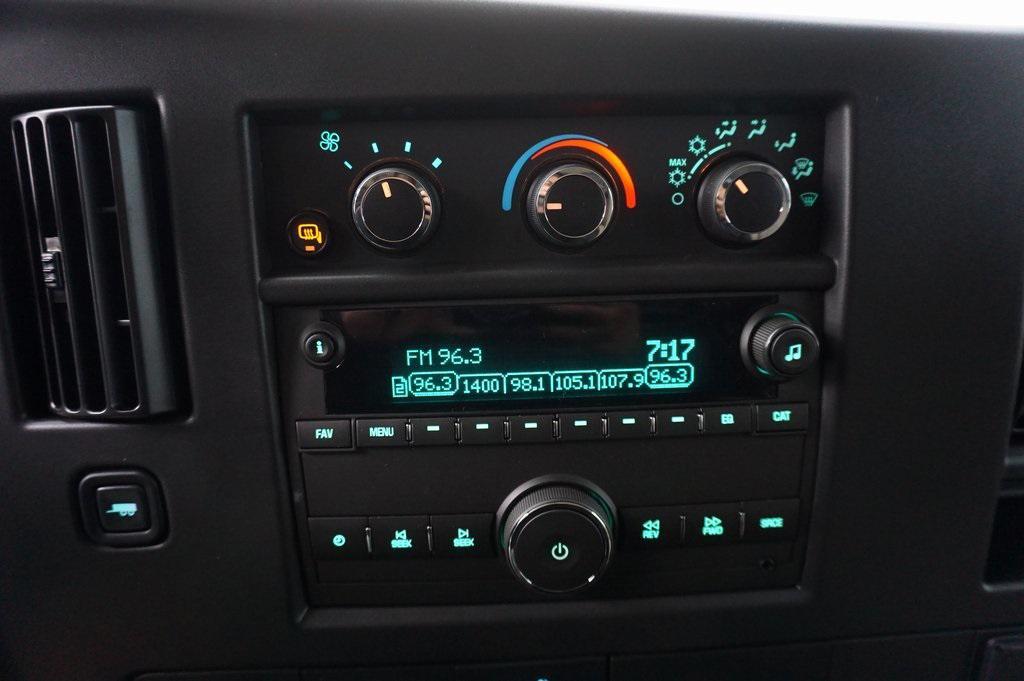 MAX
FM 96.3 7:17
2 96.3 1400 98.1 105.1 107.9 96.3
i
FAV MENU EQ CAT
SEEK SEEK REV FWD SRCE